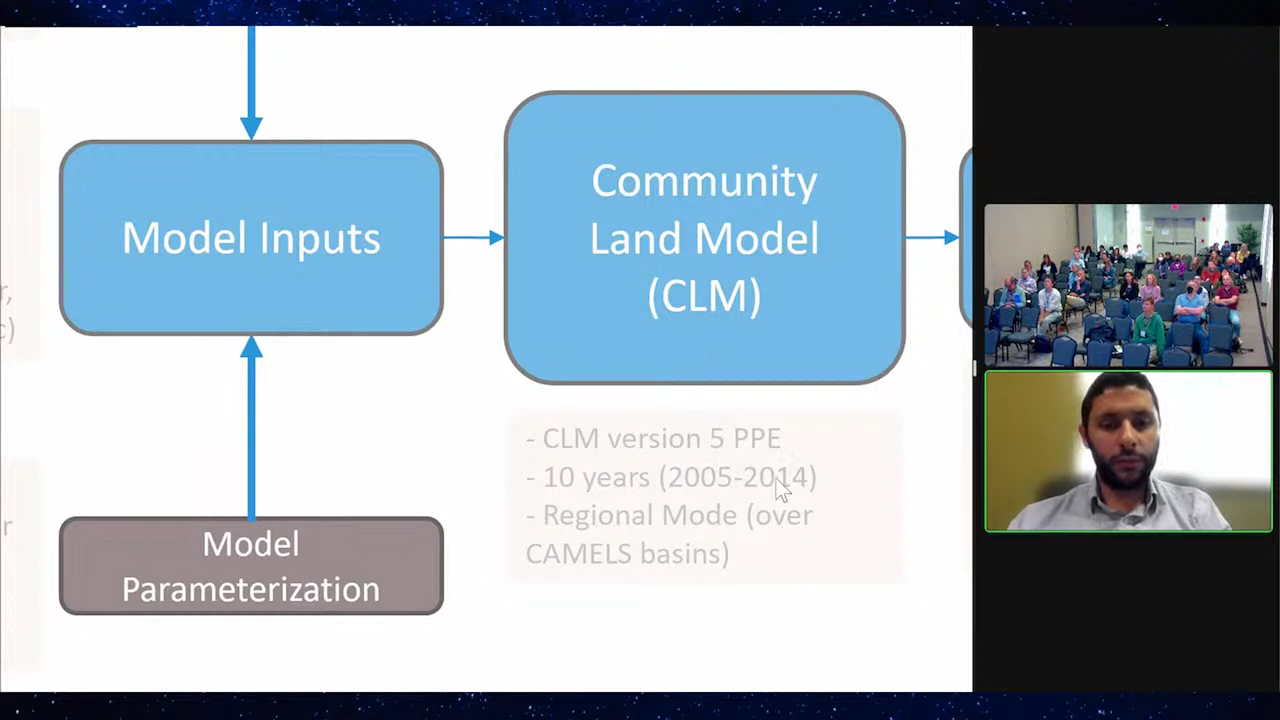 Model Inputs
Community
Land Model
(CLM)
r,
c)
- CLM version 5 PPE
- 10 years (2005-2014)
- Regional Mode (over
CAMELS basins)
r
Model
Parameterization